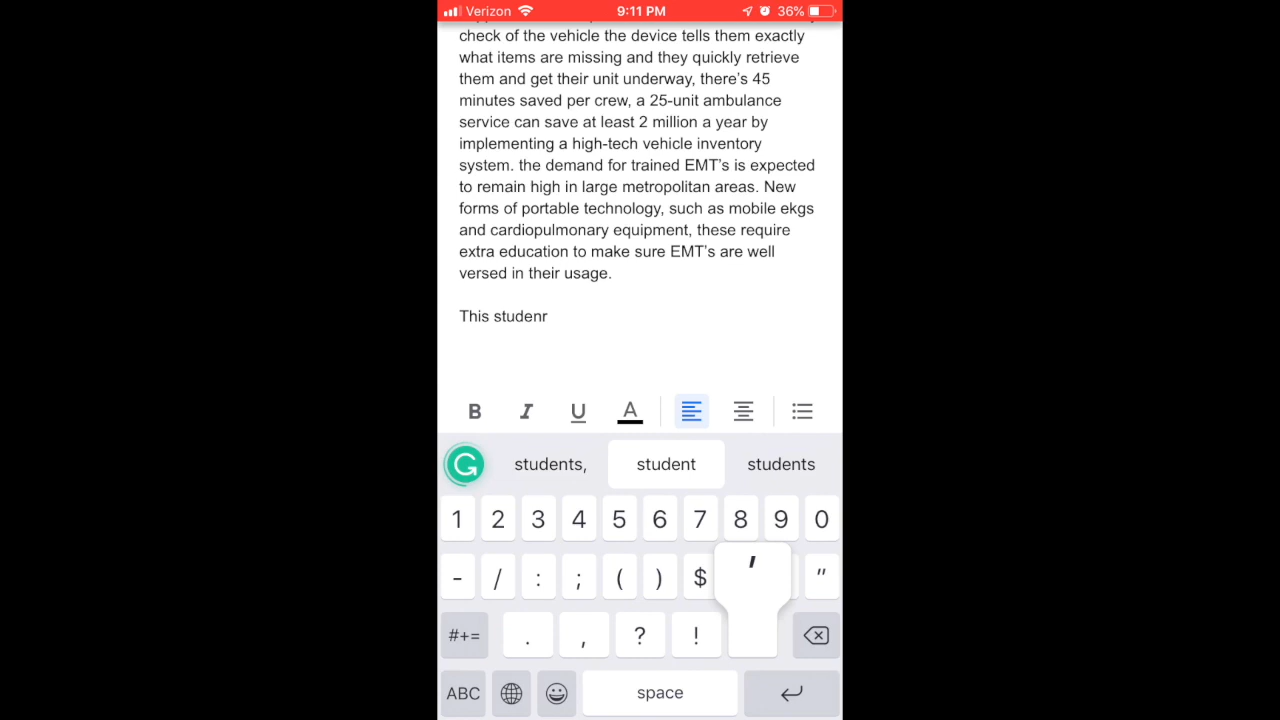 Verizon 9:11 PM 36%
check of the vehicle the device tells them exactly
what items are missing and they quickly retrieve
them and get their unit underway, there's 45
minutes saved per crew, a 25-unit ambulance
service can save at least 2 million a year by
implementing a high-tech vehicle inventory
system. the demand for trained EMT's is expected
to remain high in large metropolitan areas. New
forms of portable technology, such as mobile ekgs
and cardiopulmonary equipment, these require
extra education to make sure EMT's are well
versed in their usage.
This studenr
B I U A
G students, student students
1 2 3 4 5 6 7 8 9 0
- / : ; ( ) $ "
#+= . , ? ! '
ABC space